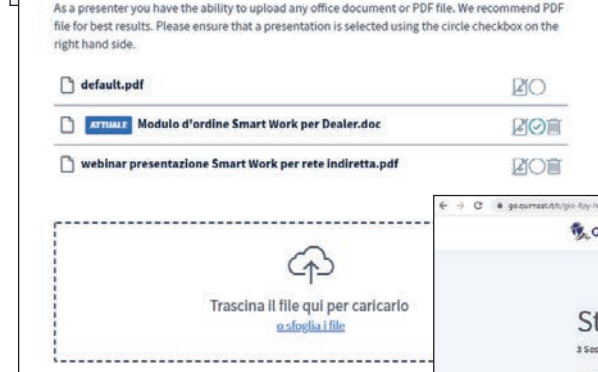 As a presenter you have the ability to upload any office document or PDF file. We recommend PDF
file for best results. Please ensure that a presentation is selected using the circle checkbox on the
right hand side.
default.pdf
ATTUALE Modulo d'ordine Smart Work per Dealer.doc
webinar presentazione Smart Work per rete indiretta.pdf
Trascina il file qui per caricarlo
o sfoglia i file